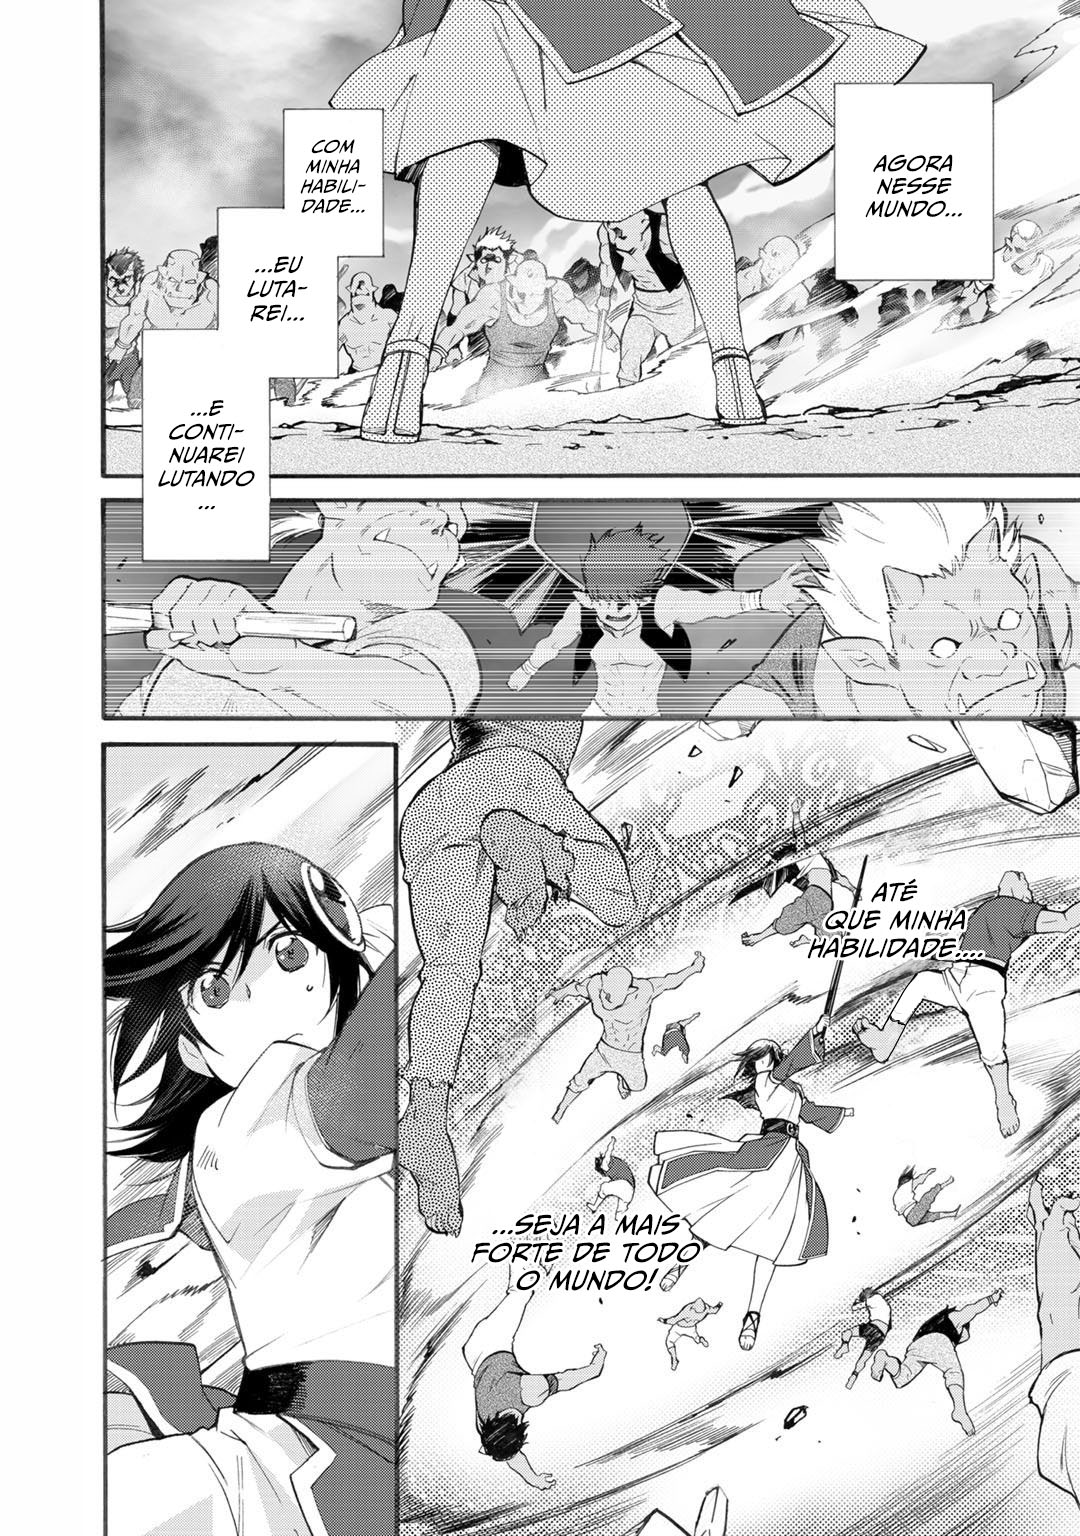 AGORA
NESSE
MUNDO...
COM
MINHA
HABILI-
DADE...
...EU
LUTA-
REI...
...E
CONTI-
NUAREI
LUTANDO
...
ATÉ
QUE MINHA
HABILIDADE....
...SEJA A MAIS
FORTE DE TODO
O MUNDO!